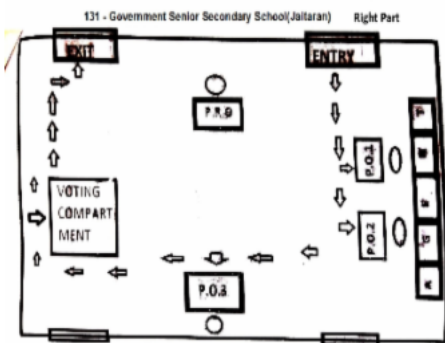 131 - Government Senior Secondary School(Jaitaran) Right Part
EXIT
ENTRY
P.R.O
P.O.1
P.O.2
VOTING
COMPART
MENT
P.O.3